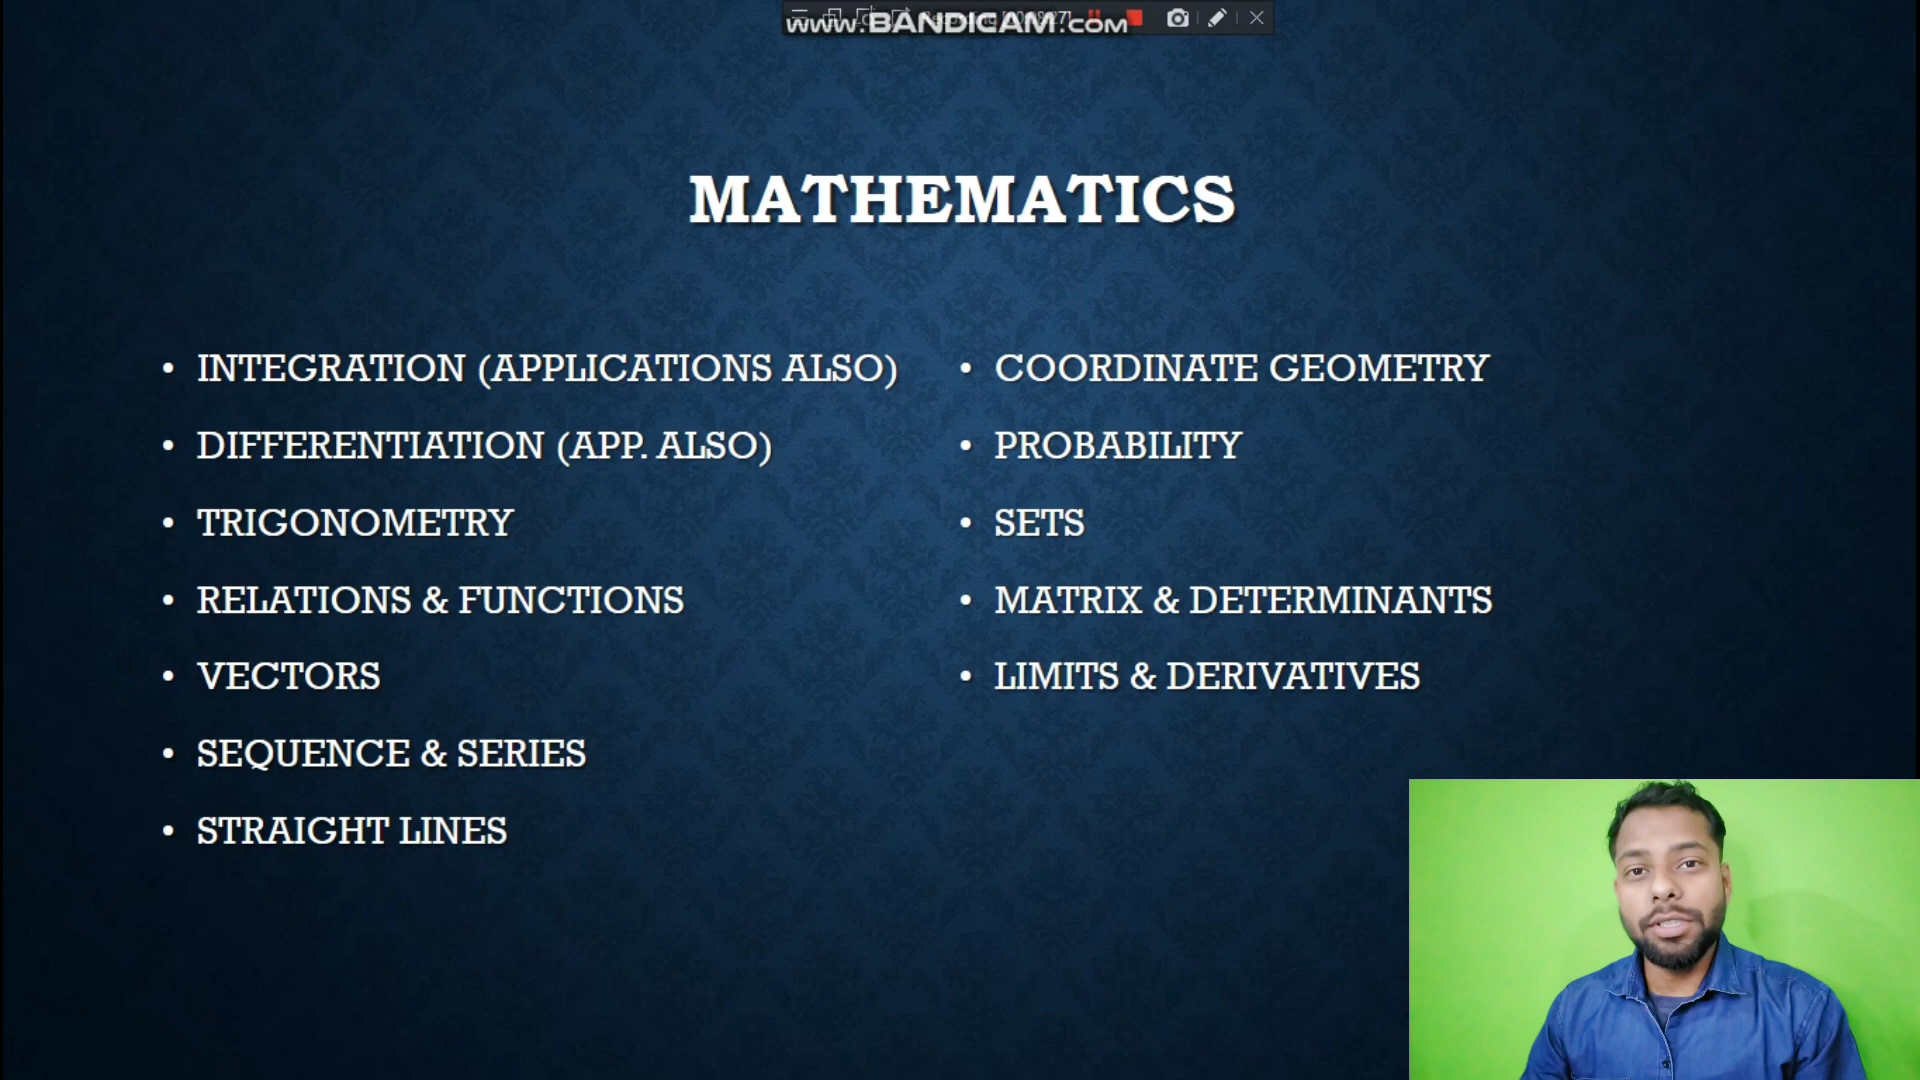 www.BANDICAM.com
MATHEMATICS
• INTEGRATION (APPLICATIONS ALSO)
• DIFFERENTIATION (APP. ALSO)
• TRIGONOMETRY
• RELATIONS & FUNCTIONS
• VECTORS
• SEQUENCE & SERIES
• STRAIGHT LINES
• COORDINATE GEOMETRY
• PROBABILITY
• SETS
• MATRIX & DETERMINANTS
• LIMITS & DERIVATIVES